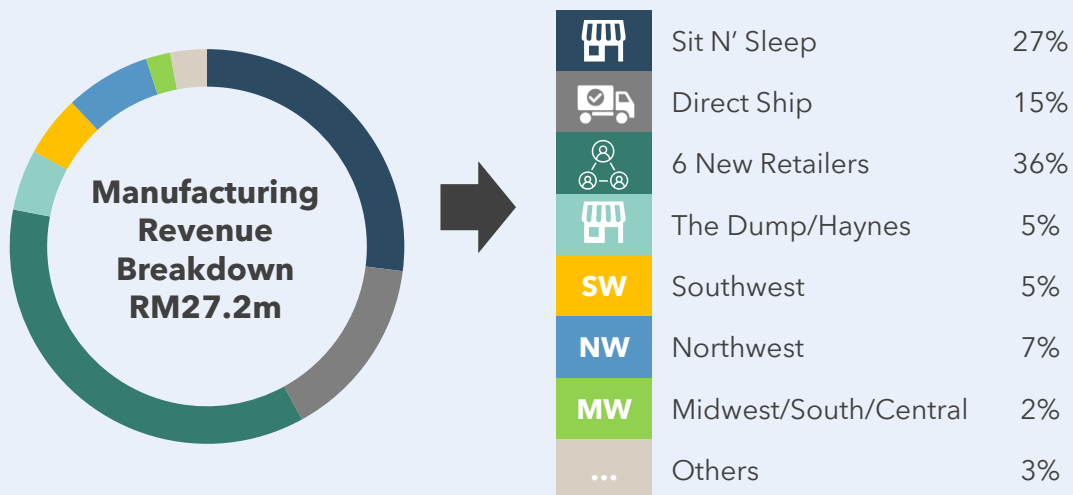 Manufacturing
Revenue
Breakdown
RM27.2m
Sit N’ Sleep 27%
Direct Ship 15%
6 New Retailers 36%
The Dump/Haynes 5%
SW Southwest 5%
NW Northwest 7%
MW Midwest/South/Central 2%
... Others 3%